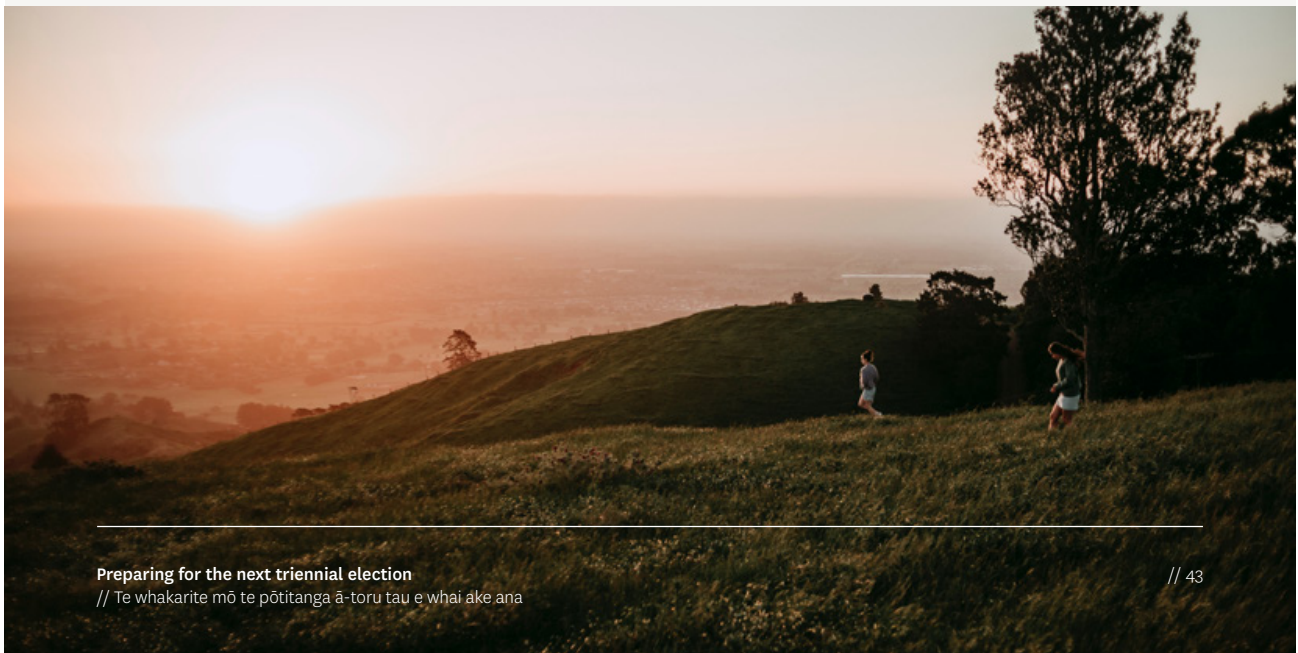 Preparing for the next triennial election
// 43
// Te whakarite mō te pōtitanga ā-toru tau e whai ake ana